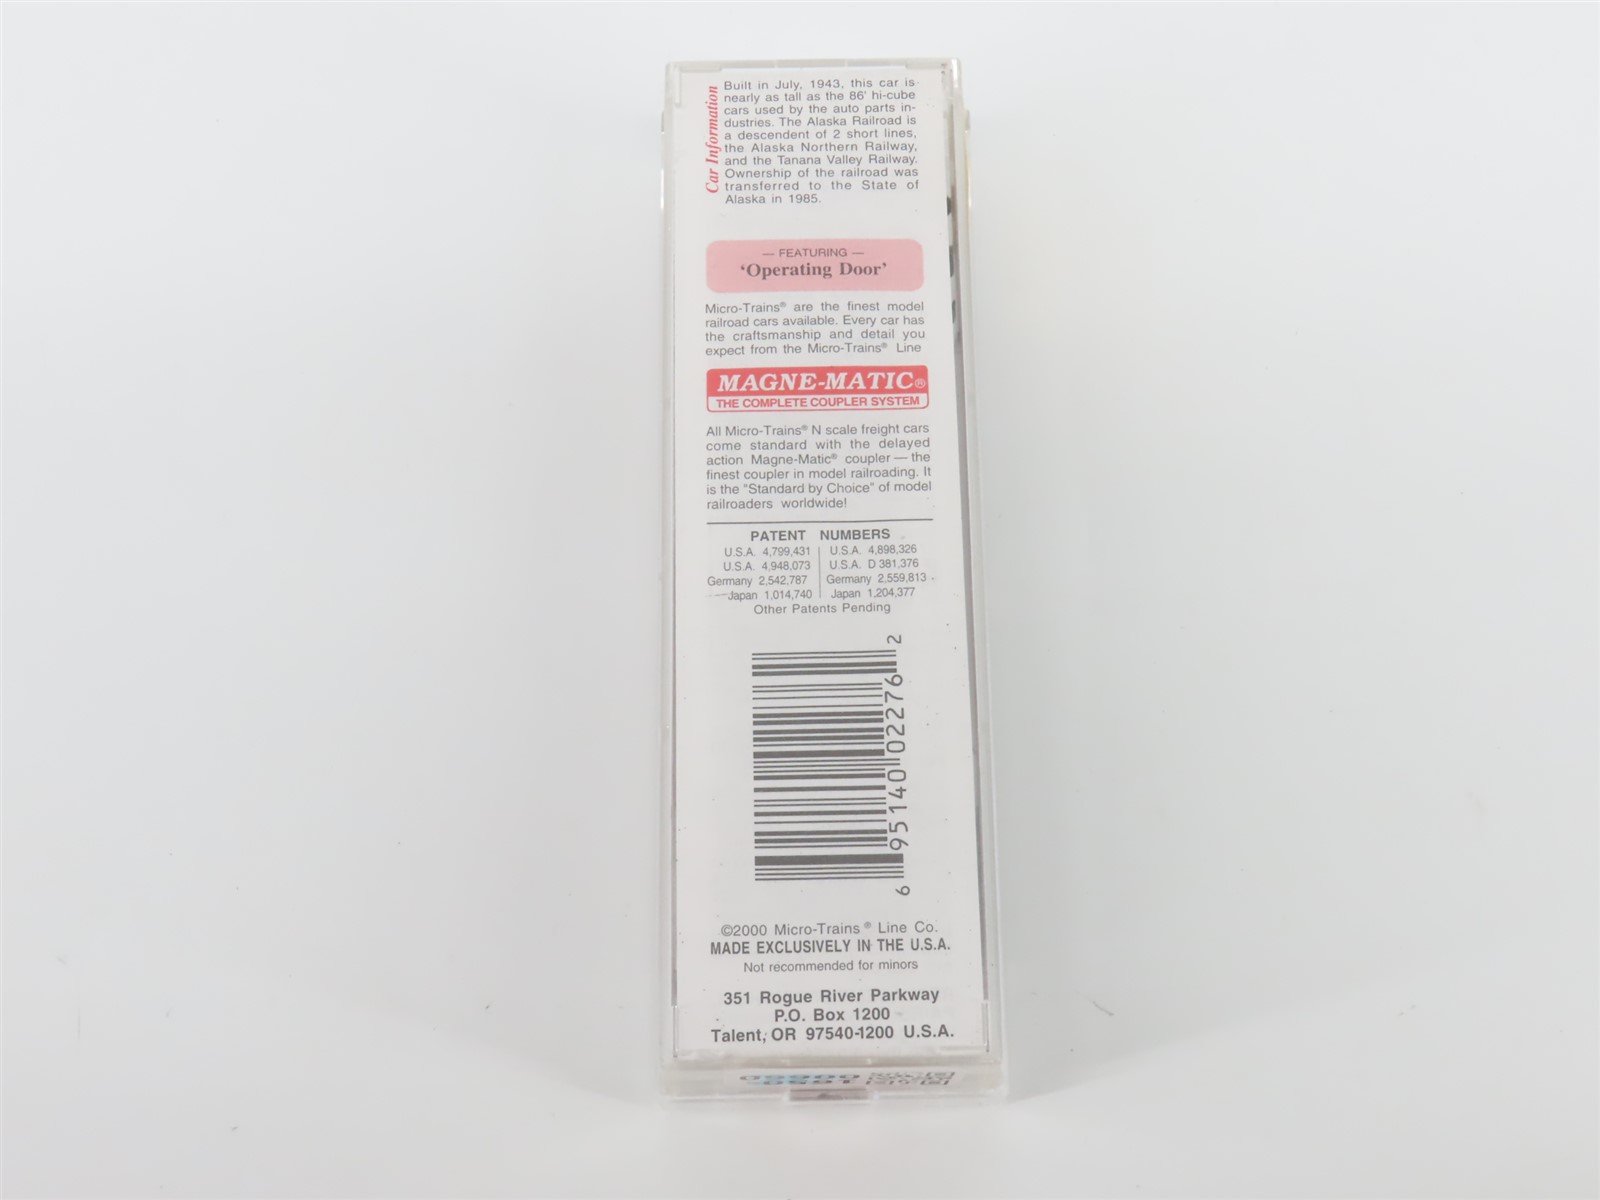 Car Information
Built in July, 1943, this car is
nearly as tall as the 86' hi-cube
cars used by the auto parts in-
dustries. The Alaska Railroad is
a descendent of 2 short lines,
the Alaska Northern Railway,
and the Tanana Valley Railway.
Ownership of the railroad was
transferred to the State of
Alaska in 1985.
— FEATURING —
'Operating Door'
Micro-Trains® are the finest model
railroad cars available. Every car has
the craftsmanship and detail you
expect from the Micro-Trains® Line
MAGNE-MATIC®
THE COMPLETE COUPLER SYSTEM
All Micro-Trains® N scale freight cars
come standard with the delayed
action Magne-Matic® coupler — the
finest coupler in model railroading. It
is the "Standard by Choice" of model
railroaders worldwide!
PATENT NUMBERS
U.S.A. 4,799,431 | U.S.A. 4,898,326
U.S.A. 4,948,073 | U.S.A. D 381,376
Germany 2,542,787 | Germany 2,559,813
Japan 1,014,740 | Japan 1,204,377
Other Patents Pending
6 95140 02276 2
©2000 Micro-Trains® Line Co.
MADE EXCLUSIVELY IN THE U.S.A.
Not recommended for minors
351 Rogue River Parkway
P.O. Box 1200
Talent, OR 97540-1200 U.S.A.